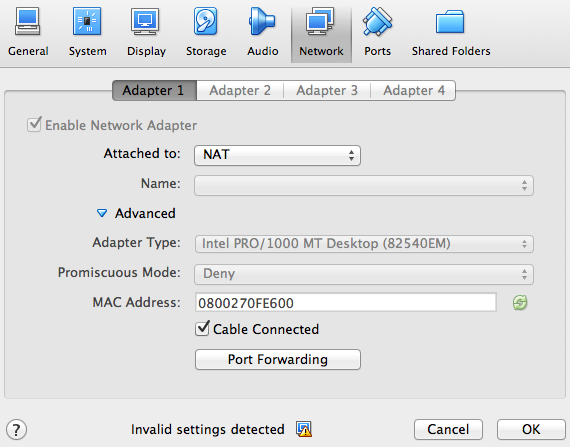 General System Display Storage Audio Network Ports Shared Folders
Adapter 1 Adapter 2 Adapter 3 Adapter 4
Enable Network Adapter
Attached to: NAT
Name:
Advanced
Adapter Type: Intel PRO/1000 MT Desktop (82540EM)
Promiscuous Mode: Deny
MAC Address: 0800270FE600
Cable Connected
Port Forwarding
? Invalid settings detected Cancel OK